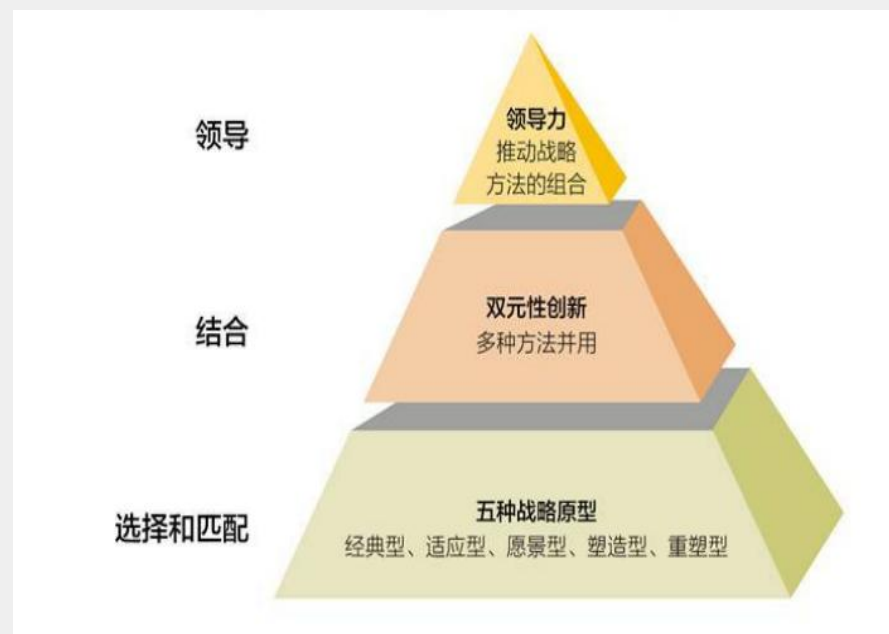 领导
领导力
推动战略
方法的组合
结合
双元性创新
多种方法并用
选择和匹配
五种战略原型
经典型、适应型、愿景型、塑造型、重塑型